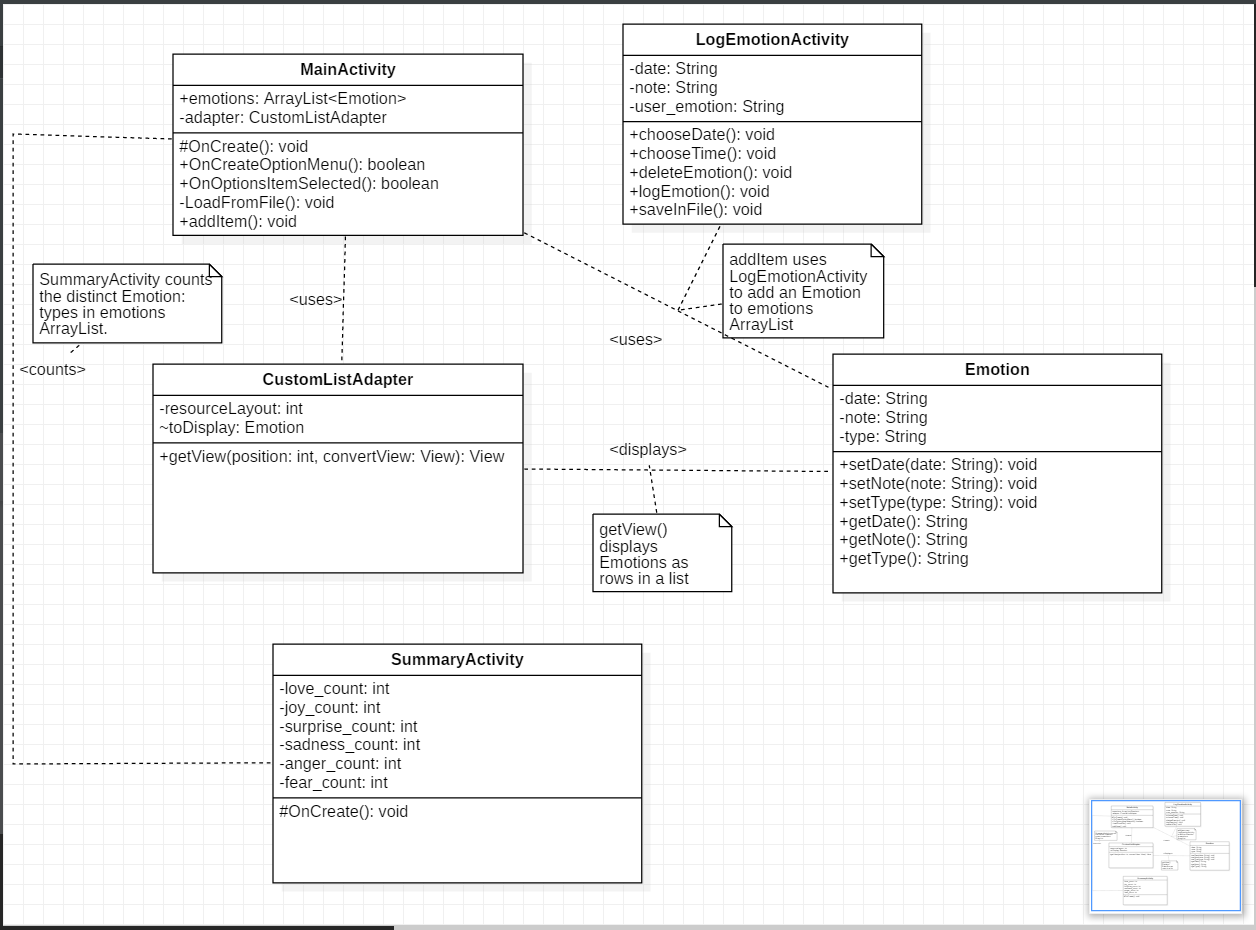 MainActivity
+emotions: ArrayList<Emotion>
-adapter: CustomListAdapter
#OnCreate(): void
+OnCreateOptionMenu(): boolean
+OnOptionsItemSelected(): boolean
-LoadFromFile(): void
+addItem(): void
LogEmotionActivity
-date: String
-note: String
-user_emotion: String
+chooseDate(): void
+chooseTime(): void
+deleteEmotion(): void
+logEmotion(): void
+saveInFile(): void
SummaryActivity counts
the distinct Emotion:
types in emotions
ArrayList.
<counts>
<uses>
addItem uses
LogEmotionActivity
to add an Emotion
to emotions
ArrayList
<uses>
CustomListAdapter
-resourceLayout: int
~toDisplay: Emotion
+getView(position: int, convertView: View): View
<displays>
getView()
displays
Emotions as
rows in a list
Emotion
-date: String
-note: String
-type: String
+setDate(date: String): void
+setNote(note: String): void
+setType(type: String): void
+getDate(): String
+getNote(): String
+getType(): String
SummaryActivity
-love_count: int
-joy_count: int
-surprise_count: int
-sadness_count: int
-anger_count: int
-fear_count: int
#OnCreate(): void